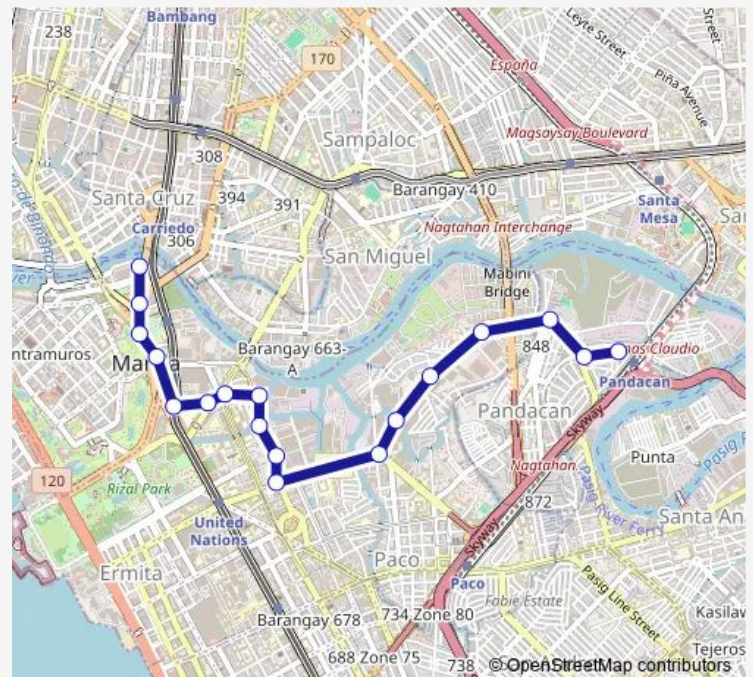 Bambang
238
Leyte Street
Street
170
España
Piña Avenue
Magsaysay Boulevard
Sampaloc
308
Santa Cruz
394
391
Barangay 410
Santa
Mesa
Carriedo
306
Nagtahan Interchange
San Miguel
Mabini
Bridge
ntramuros
Barangay 663-
A
848
Pandacan
Pandacan
Skyway
Punta
120
Rizal Park
Nagtahan
872
United
Nations
Pasig River Ferry
Santa An
Ermita
Paco
Skyway
Paco
Fabie Estate
Pasig Line Street
Barangay 678
734 Zone 80
Kasilaw
Tejeros
688 Zone 75
738
© OpenStreetMap contributors